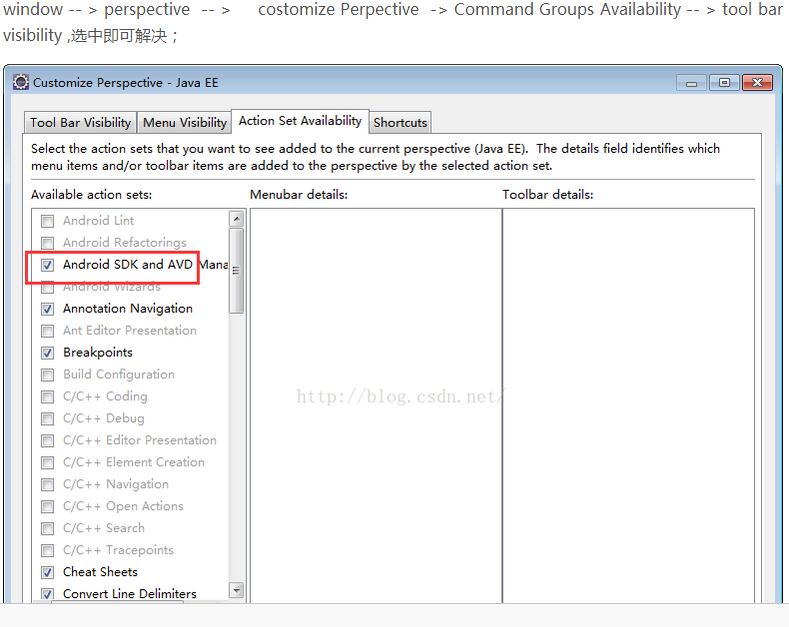 window -- > perspective -- > costomize Perpective -> Command Groups Availability -- > tool bar
visibility ,选中即可解决；
Customize Perspective - Java EE
Tool Bar Visibility Menu Visibility Action Set Availability Shortcuts
Select the action sets that you want to see added to the current perspective (Java EE). The details field identifies which
menu items and/or toolbar items are added to the perspective by the selected action set.
Available action sets: Menubar details: Toolbar details:
Android Lint
Android Refactorings
Android SDK and AVD Mana
Android Wizards
Annotation Navigation
Ant Editor Presentation
Breakpoints
Build Configuration
C/C++ Coding
http://blog.csdn.net/
C/C++ Debug
C/C++ Editor Presentation
C/C++ Element Creation
C/C++ Navigation
C/C++ Open Actions
C/C++ Search
C/C++ Tracepoints
Cheat Sheets
Convert Line Delimiters